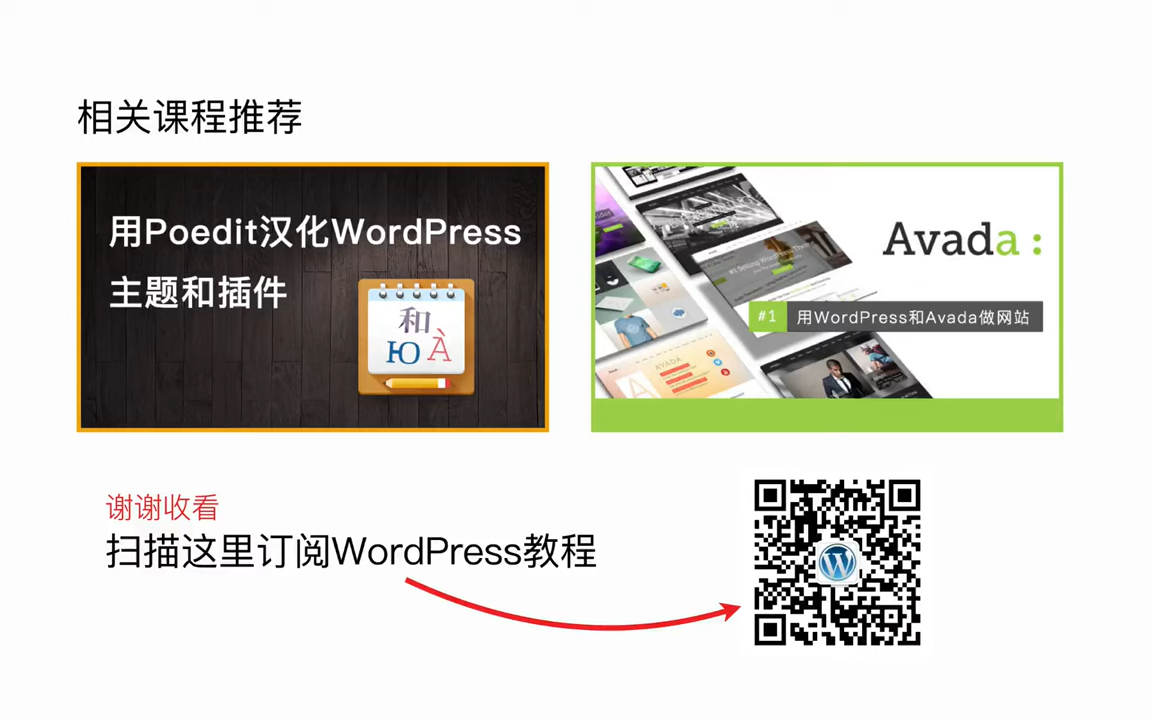 相关课程推荐
用Poedit汉化WordPress
主题和插件
和
Ю À
Avada:
#1 用WordPress和Avada做网站
AVADA
A
谢谢收看
扫描这里订阅WordPress教程